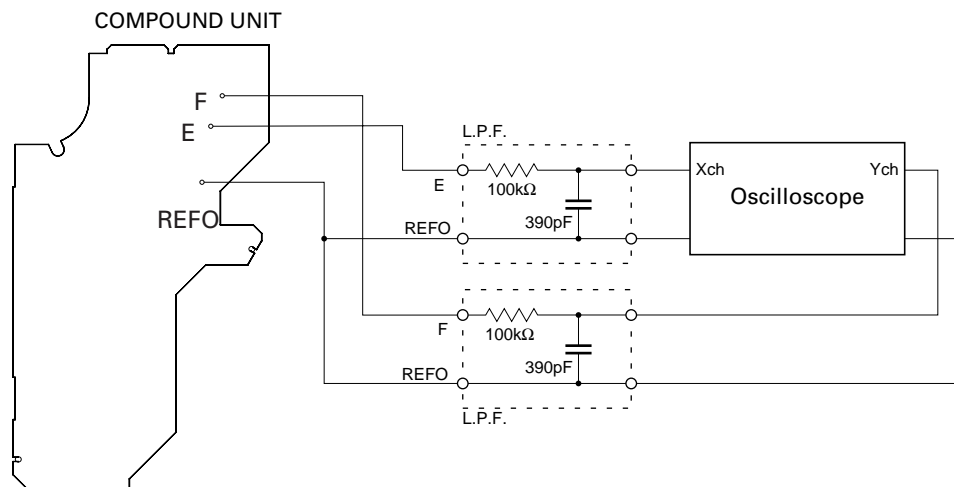 COMPOUND UNIT
F
E
REFO
L.P.F.
E
100kΩ
390pF
REFO
Xch
Ych
Oscilloscope
F
100kΩ
390pF
REFO
L.P.F.